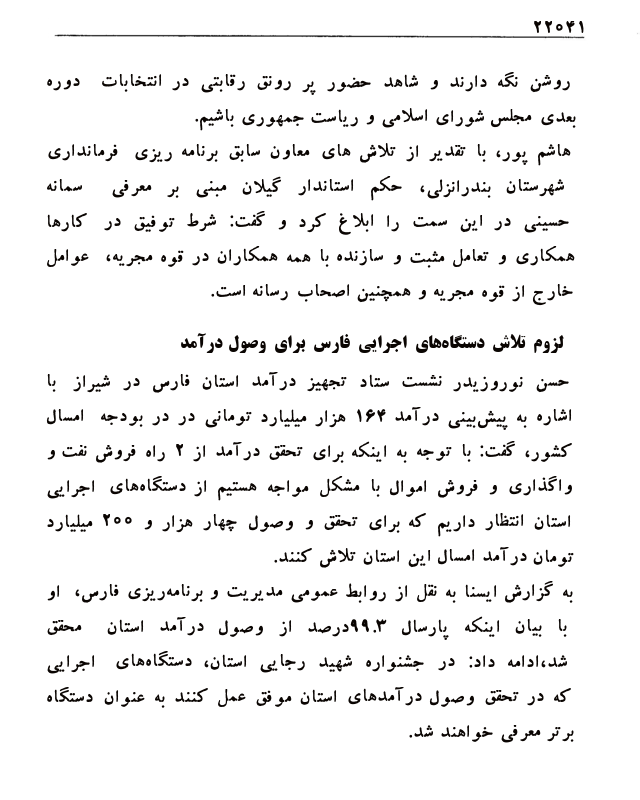 ۲۲۰۴۱
روشن نگه دارند و شاهد حضور پر رونق رقابتی در انتخابات دوره
بعدی مجلس شورای اسلامی و ریاست جمهوری باشیم.
هاشم پور، با تقدیر از تلاش های معاون سابق برنامه ریزی فرمانداری
شهرستان بندرانزلی، حکم استاندار گیلان مبنی بر معرفی سمانه
حسینی در این سمت را ابلاغ کرد و گفت: شرط توفیق در کارها
همکاری و تعامل مثبت و سازنده با همه همکاران در قوه مجریه، عوامل
خارج از قوه مجریه و همچنین اصحاب رسانه است.
لزوم تلاش دستگاه‌های اجرایی فارس برای وصول درآمد
حسن نوروزیدر نشست ستاد تجهیز درآمد استان فارس در شیراز با
اشاره به پیش‌بینی درآمد ۱۶۴ هزار میلیارد تومانی در در بودجه امسال
کشور، گفت: با توجه به اینکه برای تحقق درآمد از ۲ راه فروش نفت و
واگذاری و فروش اموال با مشکل مواجه هستیم از دستگاه‌های اجرایی
استان انتظار داریم که برای تحقق و وصول چهار هزار و ۲۰۰ میلیارد
تومان درآمد امسال این استان تلاش کنند.
به گزارش ایسنا به نقل از روابط عمومی مدیریت و برنامه‌ریزی فارس، او
با بیان اینکه پارسال ۹۹.۳درصد از وصول درآمد استان محقق
شد،ادامه داد: در جشنواره شهید رجایی استان، دستگاه‌های اجرایی
که در تحقق وصول درآمدهای استان موفق عمل کنند به عنوان دستگاه
برتر معرفی خواهند شد.